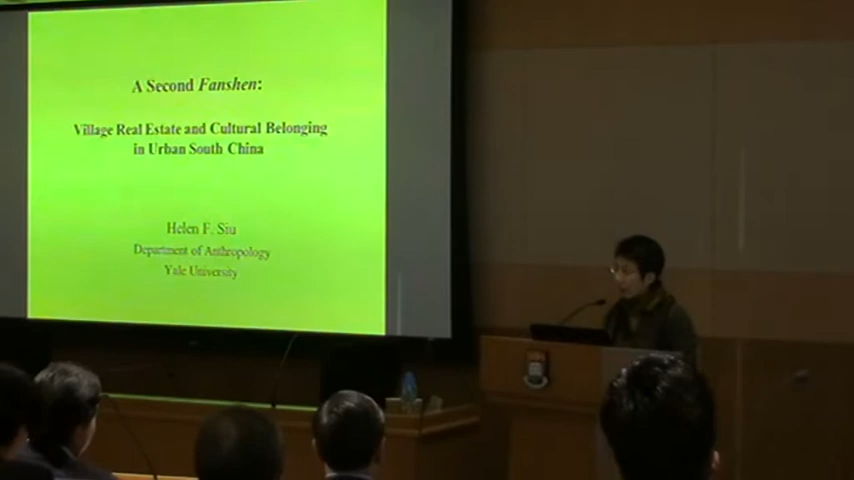 A Second Fanshen:
Village Real Estate and Cultural Belonging
in Urban South China
Helen F. Siu
Department of Anthropology
Yale University